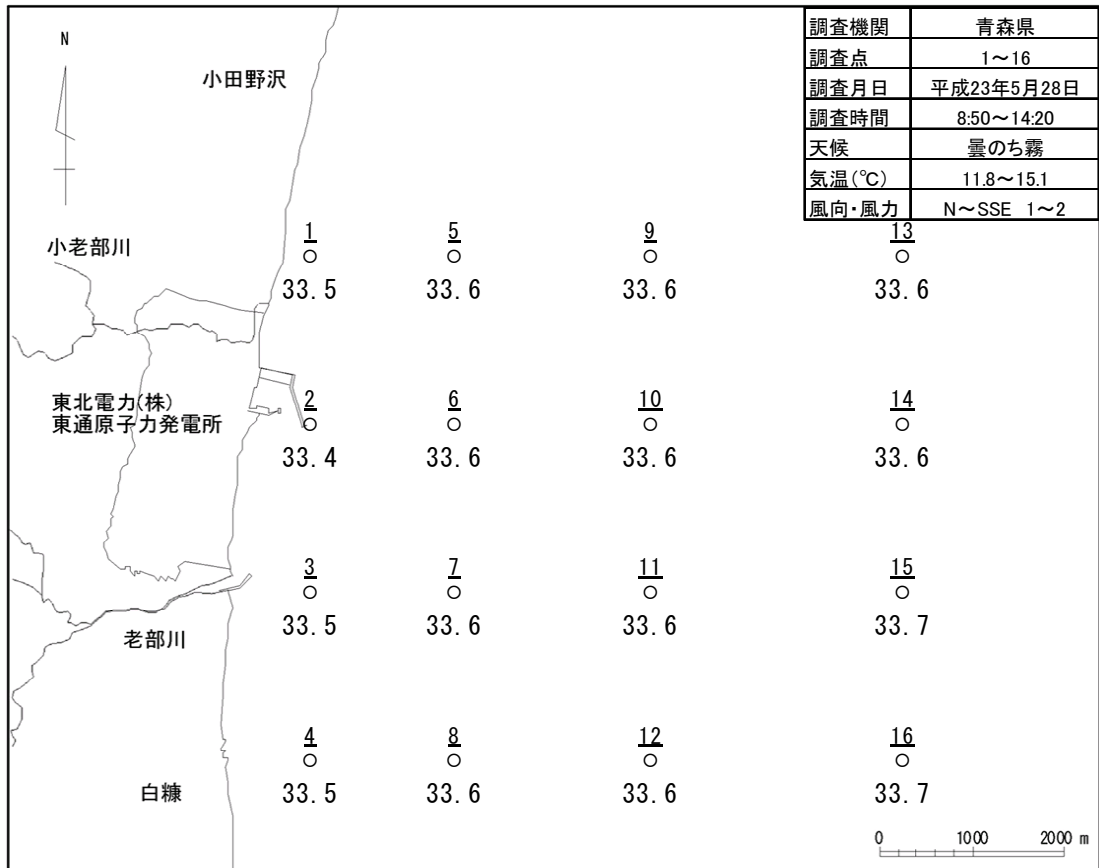 調査機関 青森県
調査点 1～16
調査月日 平成23年5月28日
調査時間 8:50～14:20
天候 曇のち霧
気温(℃) 11.8～15.1
風向・風力 N～SSE 1～2
N
小田野沢
小老部川
1 5 9 13
33.5 33.6 33.6 33.6
東北電力(株)
東通原子力発電所
2 6 10 14
33.4 33.6 33.6 33.6
3 7 11 15
33.5 33.6 33.6 33.7
老部川
4 8 12 16
33.5 33.6 33.6 33.7
白糠
0 1000 2000 m